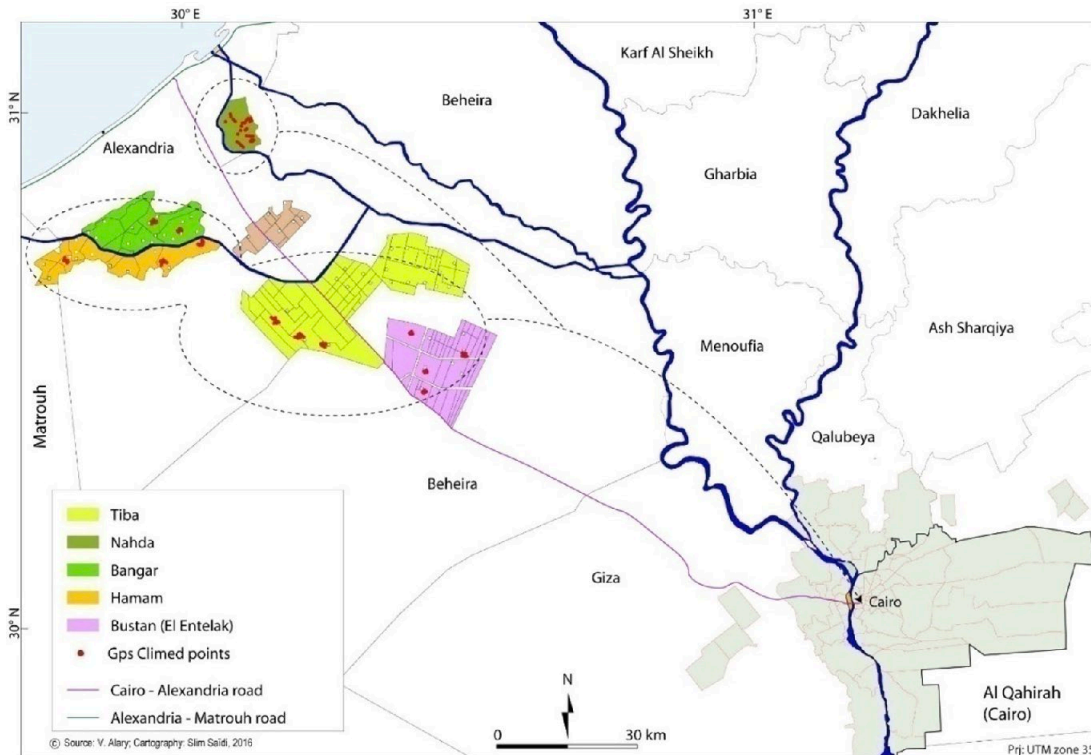 30° E
31° E
31° N
Karf Al Sheikh
Beheira
Dakhelia
Alexandria
Gharbia
Menoufia
Ash Sharqiya
Matrouh
Qalubeya
Beheira
Giza
Cairo
30° N
Tiba
Nahda
Bangar
Hamam
Bustan (El Entelak)
Gps Climed points
Cairo - Alexandria road
Alexandria - Matrouh road
N
0 30 km
Al Qahirah
(Cairo)
© Source: V. Alary; Cartography: Slim Saïdi, 2016
Prj: UTM zone